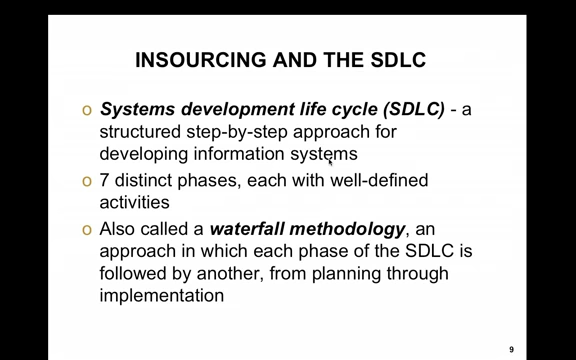 INSOURCING AND THE SDLC
o Systems development life cycle (SDLC) - a
structured step-by-step approach for
developing information systems
o 7 distinct phases, each with well-defined
activities
o Also called a waterfall methodology, an
approach in which each phase of the SDLC is
followed by another, from planning through
implementation
9